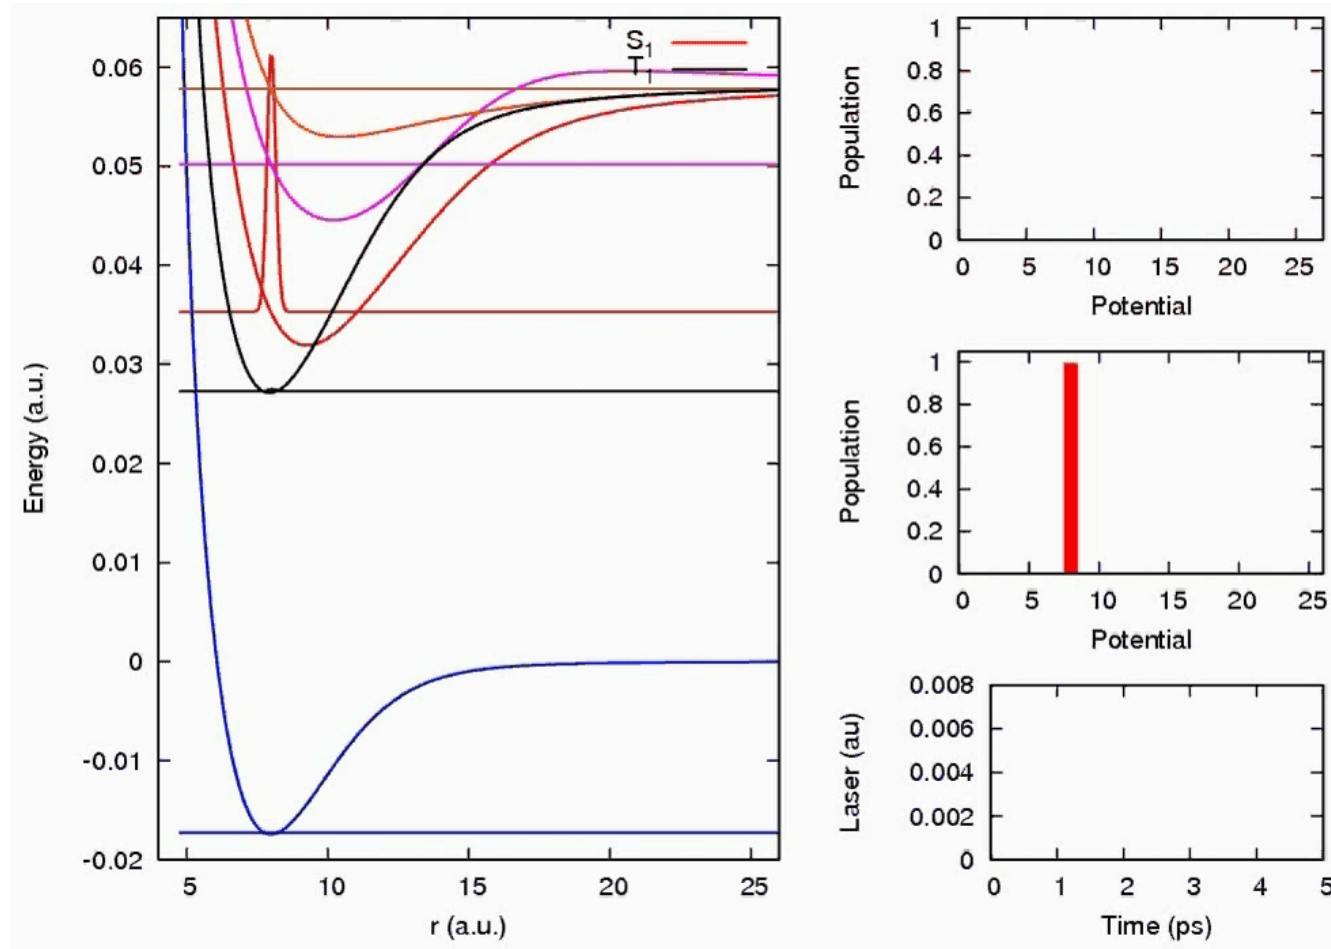 S1
T1
0.06
0.05
0.04
0.03
0.02
0.01
0
-0.01
-0.02
Energy (a.u.)
5 10 15 20 25
r (a.u.)
1
0.8
0.6
0.4
0.2
0
Population
0 5 10 15 20 25
Potential
1
0.8
0.6
0.4
0.2
0
Population
0 5 10 15 20 25
Potential
0.008
0.006
0.004
0.002
0
Laser (au)
0 1 2 3 4 5
Time (ps)